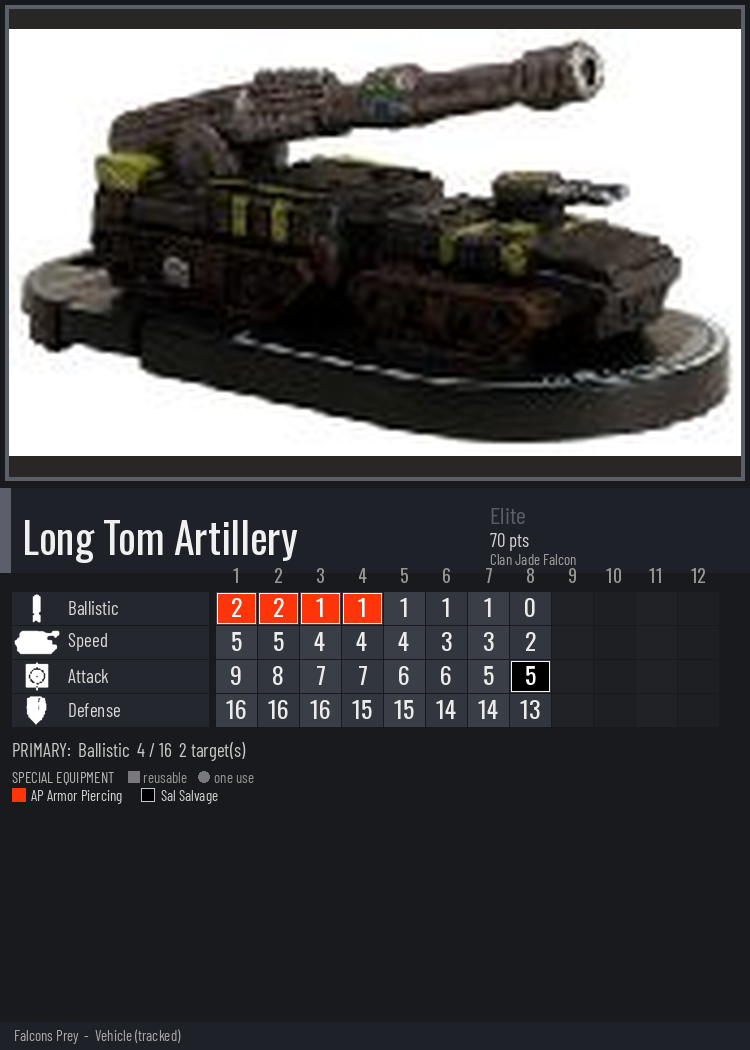 Long Tom Artillery
Elite
70 pts
Clan Jade Falcon
1 2 3 4 5 6 7 8 9 10 11 12
Ballistic 2 2 1 1 1 1 1 0
Speed 5 5 4 4 4 3 3 2
Attack 9 8 7 7 6 6 5 5
Defense 16 16 16 15 15 14 14 13
PRIMARY: Ballistic 4 / 16 2 target(s)
SPECIAL EQUIPMENT reusable one use
AP Armor Piercing Sal Salvage
Falcons Prey - Vehicle (tracked)